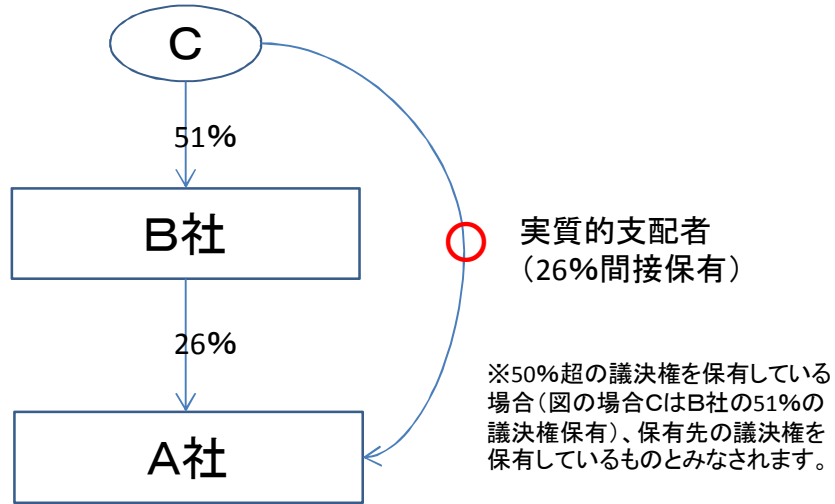 C
51%
B社
実質的支配者
（26%間接保有）
26%
※50%超の議決権を保有している
場合（図の場合CはB社の51%の
議決権保有）、保有先の議決権を
保有しているものとみなされます。
A社